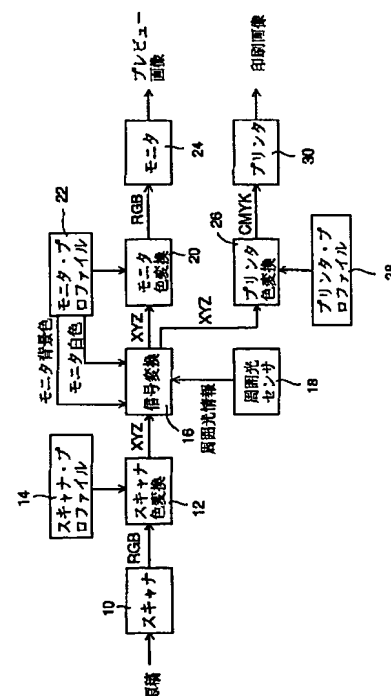 原稿
スキャナ
10
RGB
スキャナ
色変換
12
スキャナ・プ
ロファイル
14
XYZ
信号変換
16
モニタ背景色
モニタ白色
周囲光情報
周囲光
センサ
18
XYZ
モニタ
色変換
20
モニタ・プ
ロファイル
22
RGB
モニタ
24
プレビュー
画像
XYZ
プリンタ
色変換
26
プリンタ・プ
ロファイル
28
CMYK
プリンタ
30
印刷画像